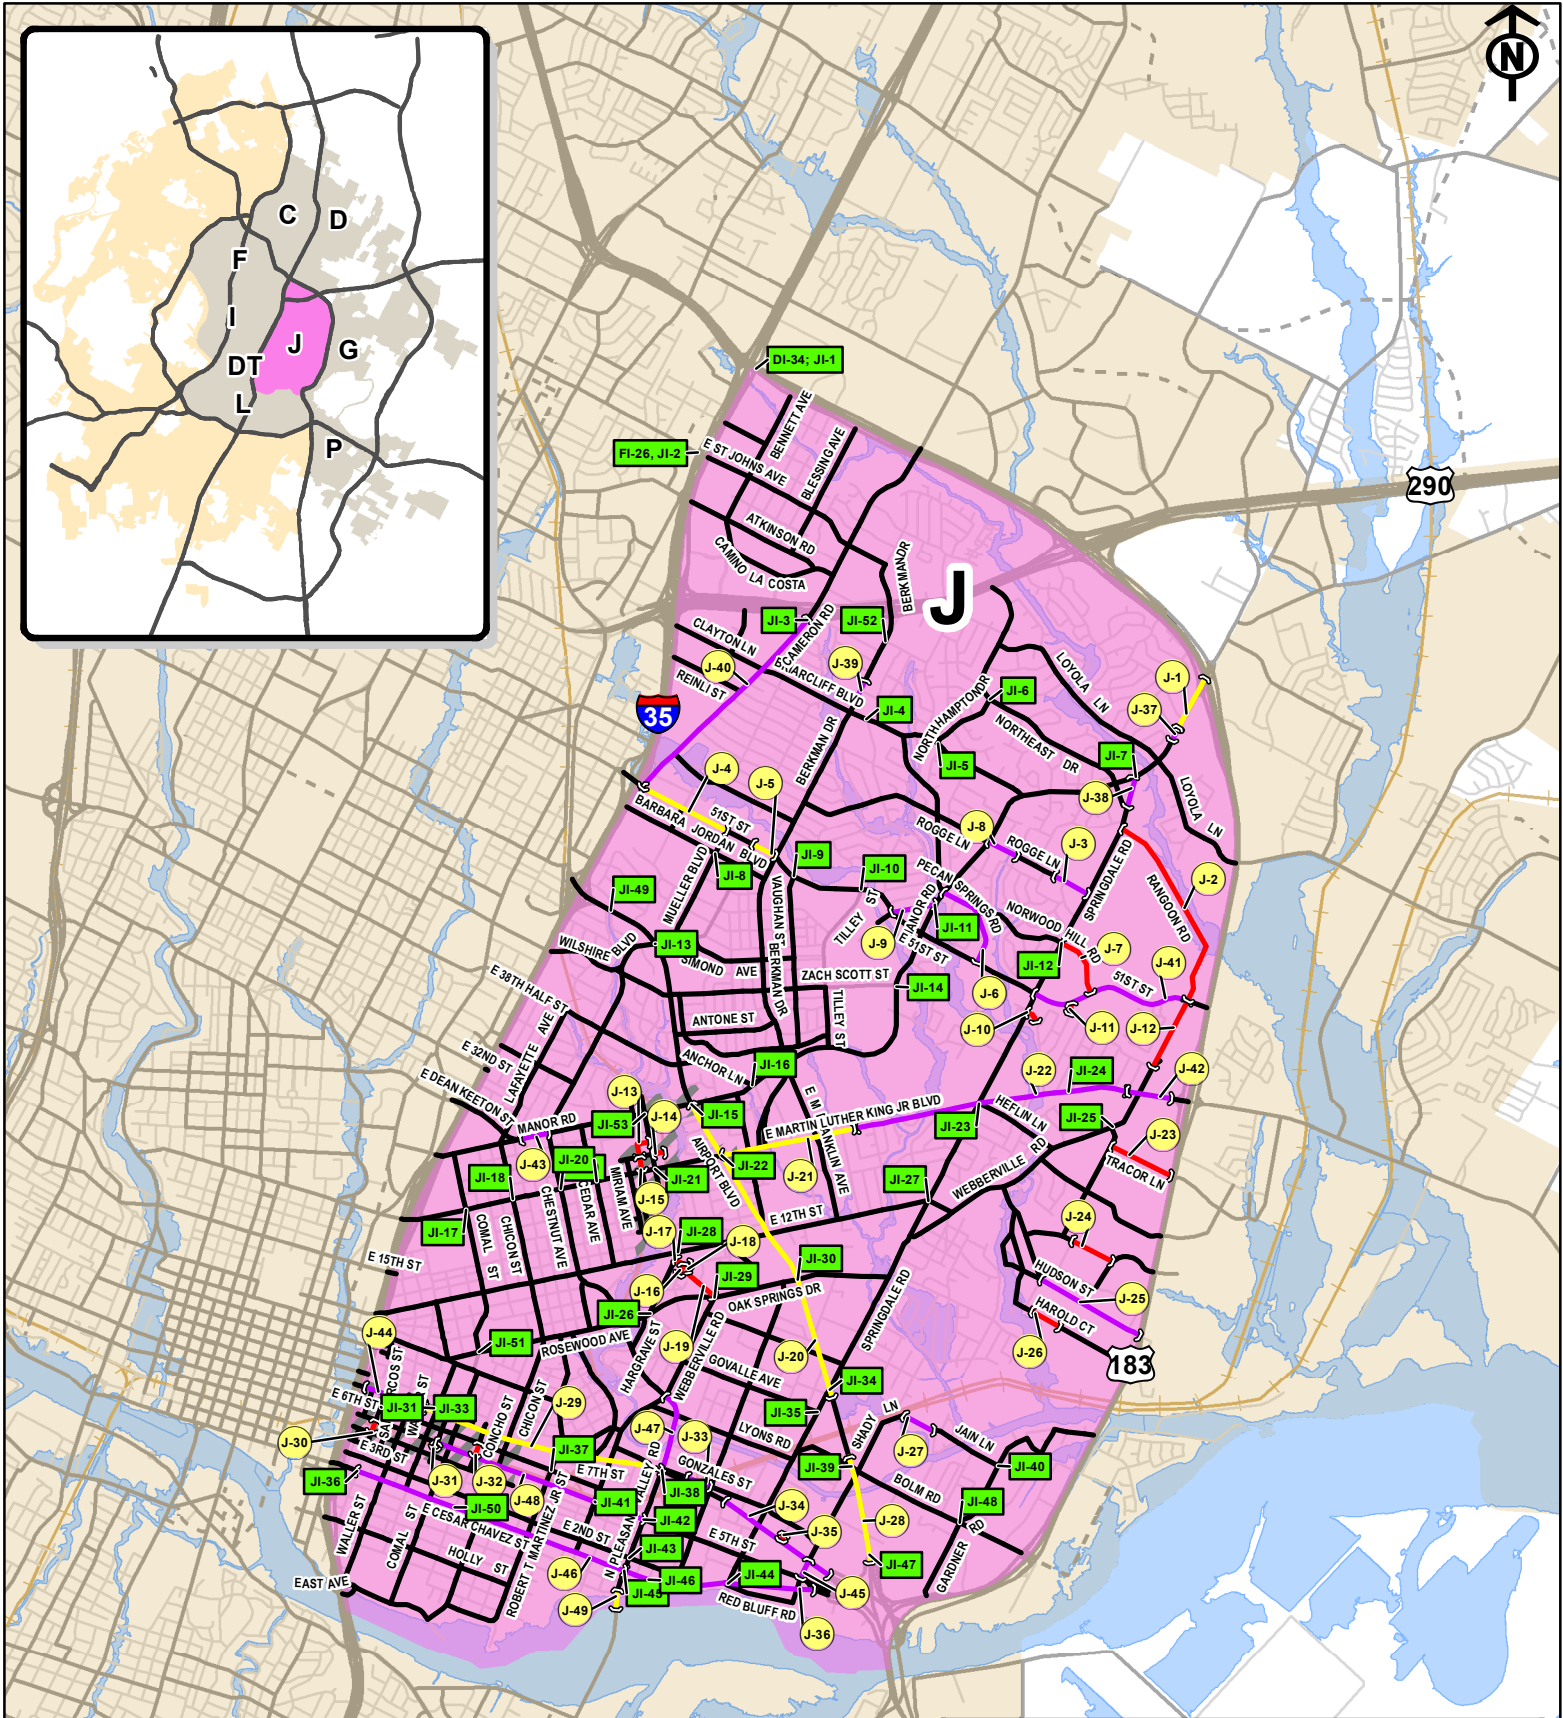 N
C
D
F
I
J
G
DT
L
P
290
35
183
J
DI-34; JI-1
FI-26, JI-2
BENNETT AVE
BLESSING AVE
E ST JOHNS AVE
ATKINSON RD
CAMINO LA COSTA
BERKMAN DR
JI-3
JI-52
CAMERON RD
CLAYTON LN
J-40
J-39
BRIARCLIFF BLVD
REINLI ST
JI-4
LOYOLA LN
J-1
JI-6
NORTHHAMPTON DR
J-37
NORTHEAST DR
BERKMAN DR
JI-5
JI-7
J-4
J-5
J-38
LOYOLA LN
51ST ST
BARBARA JORDAN BLVD
J-8
ROGGE LN
ROGGE LN
J-3
SPRINGDALE RD
JI-9
JI-8
JI-10
J-2
RANGOON RD
PECAN SPRINGS RD
JI-49
MUELLER BLVD
VAUGHAN ST
TILLEY ST
MANOR RD
NORWOOD HILL RD
JI-11
J-9
E 51ST ST
J-7
WILSHIRE BLVD
JI-13
SIMOND AVE
BERKMAN DR
ZACH SCOTT ST
JI-12
J-41
51ST ST
E 38TH HALF ST
JI-14
J-6
TILLEY ST
ANTONE ST
J-10
J-11
J-12
E 32ND ST
LAFAYETTE AVE
ANCHOR LN
JI-16
J-22
JI-24
J-42
E DEAN KEETON ST
J-13
J-14
JI-53
JI-15
E M FRANKLIN AVE
E MARTIN LUTHER KING JR BLVD
JI-23
HEFLIN LN
JI-25
MANOR RD
J-23
J-43
JI-20
JI-18
JI-21
AIRPORT BLVD
JI-22
J-21
WEBBERVILLE RD
TRACOR LN
JI-27
CHESTNUT AVE
CEDAR AVE
MIRIAM AVE
J-15
JI-17
COMAL ST
CHICON ST
J-17
JI-28
E 12TH ST
J-18
J-24
E 15TH ST
JI-30
JI-29
J-16
OAK SPRINGS DR
HUDSON ST
J-25
JI-26
SPRINGDALE RD
HAROLD CT
J-44
JI-51
ROSEWOOD AVE
HARGRAVE ST
J-19
WEBBERVILLE RD
J-20
J-26
GOVALLE AVE
E 6TH ST
JI-31
JI-33
CONCHO ST
CHICON ST
J-29
JI-34
JI-35
SHADY LN
J-30
E 3RD ST
J-47
J-33
LYONS RD
J-27
JAIN LN
JI-37
E 7TH ST
GONZALES ST
JI-36
J-31
J-32
J-48
JI-39
JI-40
BOLM RD
WALLER ST
COMAL ST
JI-50
E CESAR CHAVEZ ST
JI-41
JI-38
J-34
JI-48
JI-42
J-28
E 2ND ST
E 5TH ST
J-35
HOLLY ST
ROBERT T MARTINEZ JR ST
JI-43
GARDNER RD
JI-47
J-46
JI-46
JI-44
EAST AVE
JI-45
J-45
J-49
RED BLUFF RD
J-36